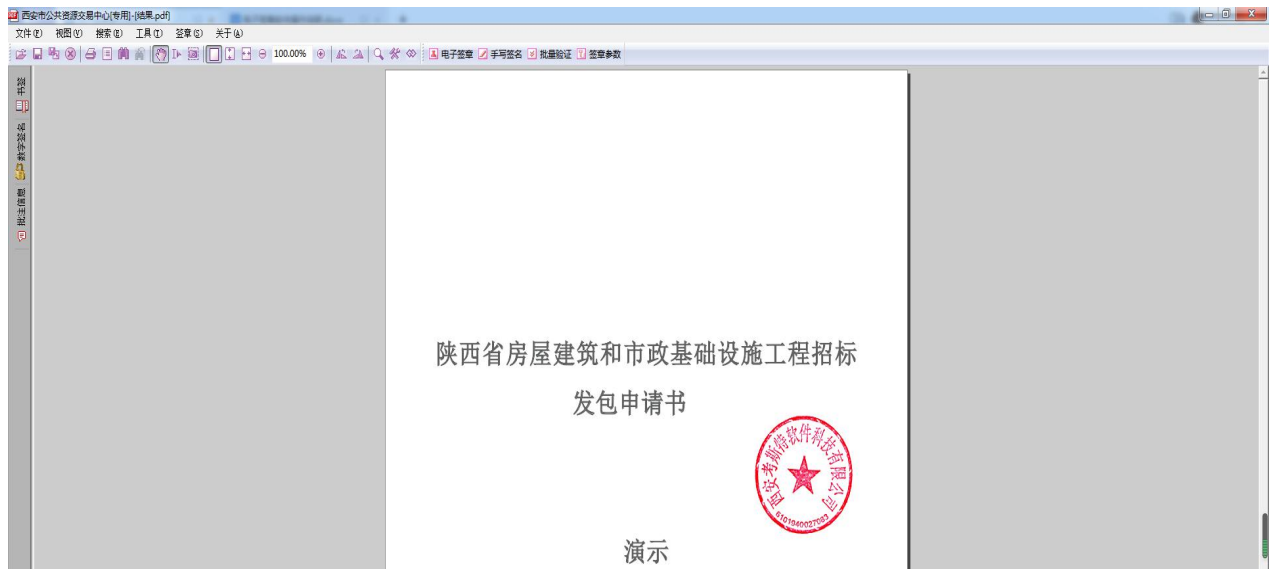 西安市公共资源交易中心[专用]-[结果.pdf]
文件(F) 视图(V) 搜索(E) 工具(T) 签章(S) 关于(A)
100.00% 电子签章 手写签名 批量验证 签章参数
书签
数字签名
批注信息
陕西省房屋建筑和市政基础设施工程招标
发包申请书
西安考斯特软件科技有限公司
6101040027083
演示